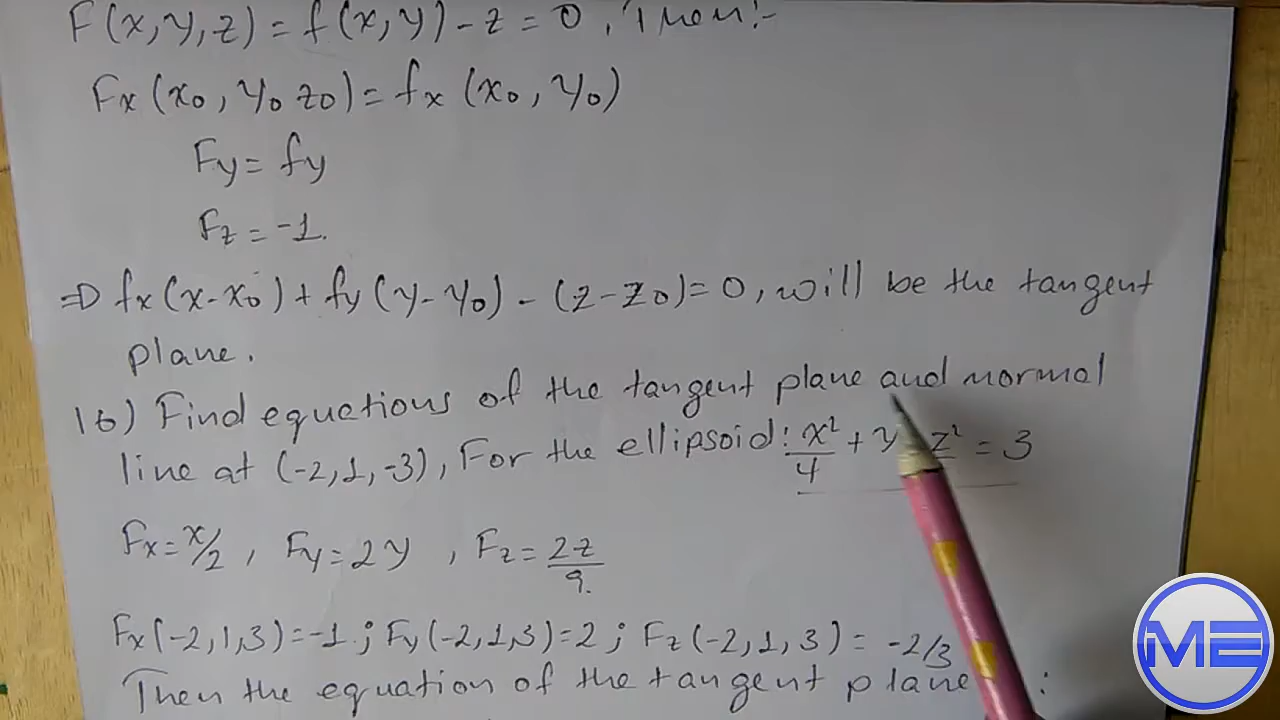 F(x,y,z) = f(x,y) - z = 0, Then:-
Fx(x₀, y₀ z₀) = fx (x₀, y₀)
Fy = fy
Fz = -1.
⇒ fx(x-x₀) + fy(y-y₀) - (z-z₀) = 0, will be the tangent
plane.
16) Find equations of the tangent plane and normal
line at (-2,1,-3), For the ellipsoid: x²/4 + y z² = 3
Fx = x/2, Fy = 2y, Fz = 2z/9.
Fx(-2,1,3) = -1; Fy(-2,1,3) = 2; Fz(-2,1,3) = -2/3
Then the equation of the tangent plane :
ME